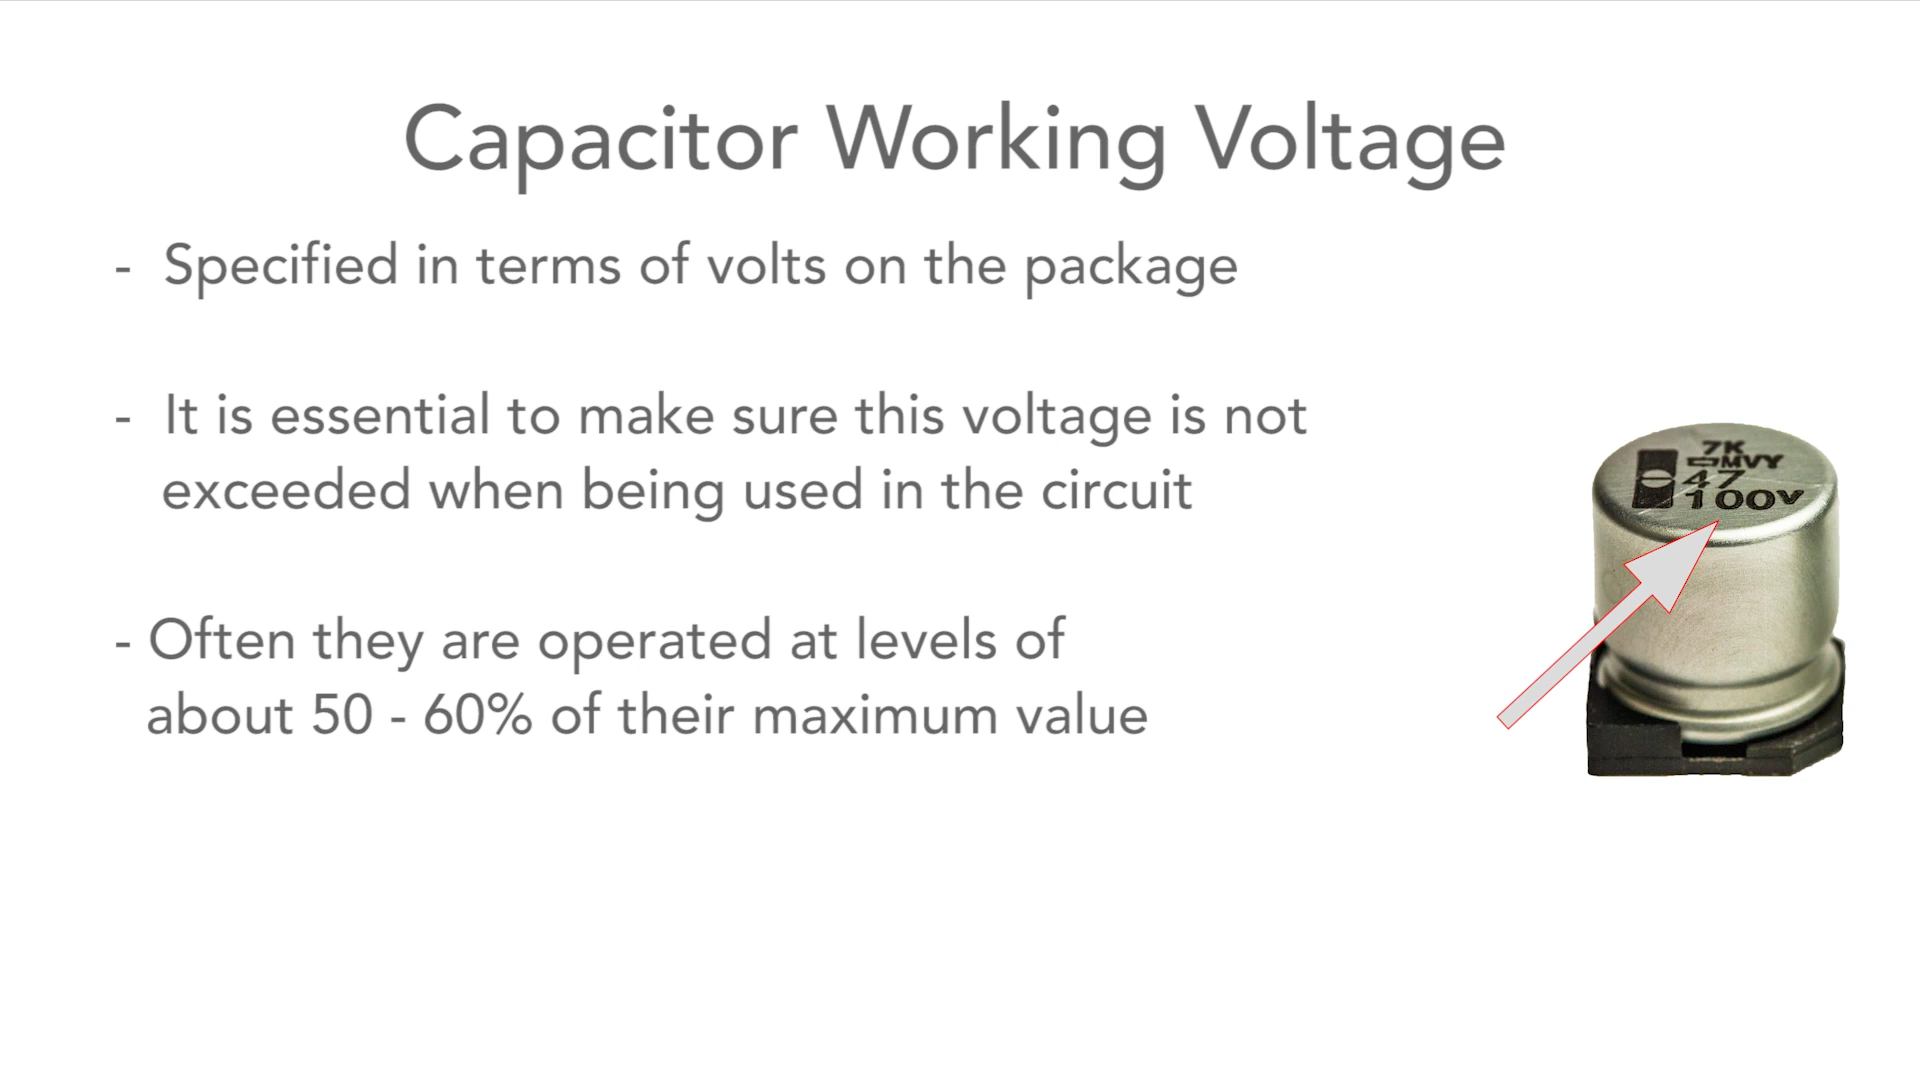 Capacitor Working Voltage
- Specified in terms of volts on the package
- It is essential to make sure this voltage is not
exceeded when being used in the circuit
- Often they are operated at levels of
about 50 - 60% of their maximum value
7K
MVY
47
100V